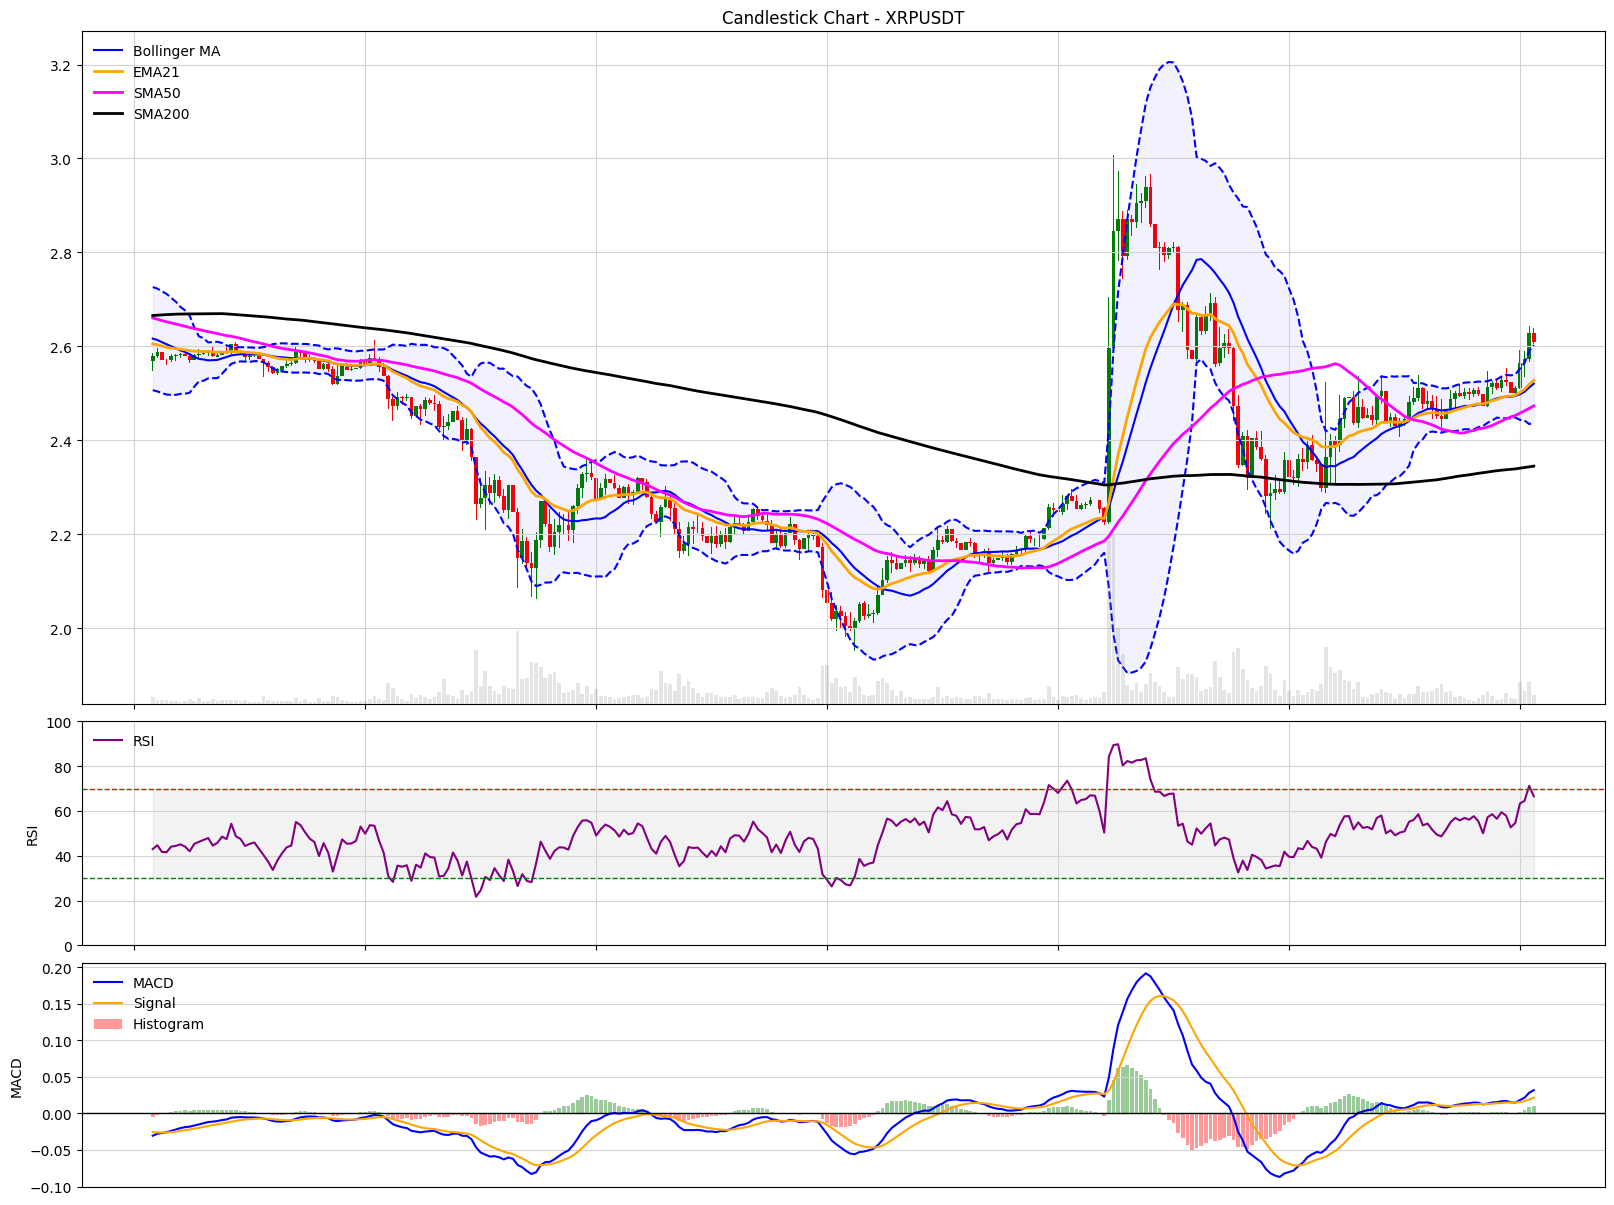 Candlestick Chart - XRPUSDT
Bollinger MA
EMA21
SMA50
SMA200
3.2
3.0
2.8
2.6
2.4
2.2
2.0
RSI
RSI
100
80
60
40
20
0
MACD
MACD
Signal
Histogram
0.20
0.15
0.10
0.05
0.00
−0.05
−0.10